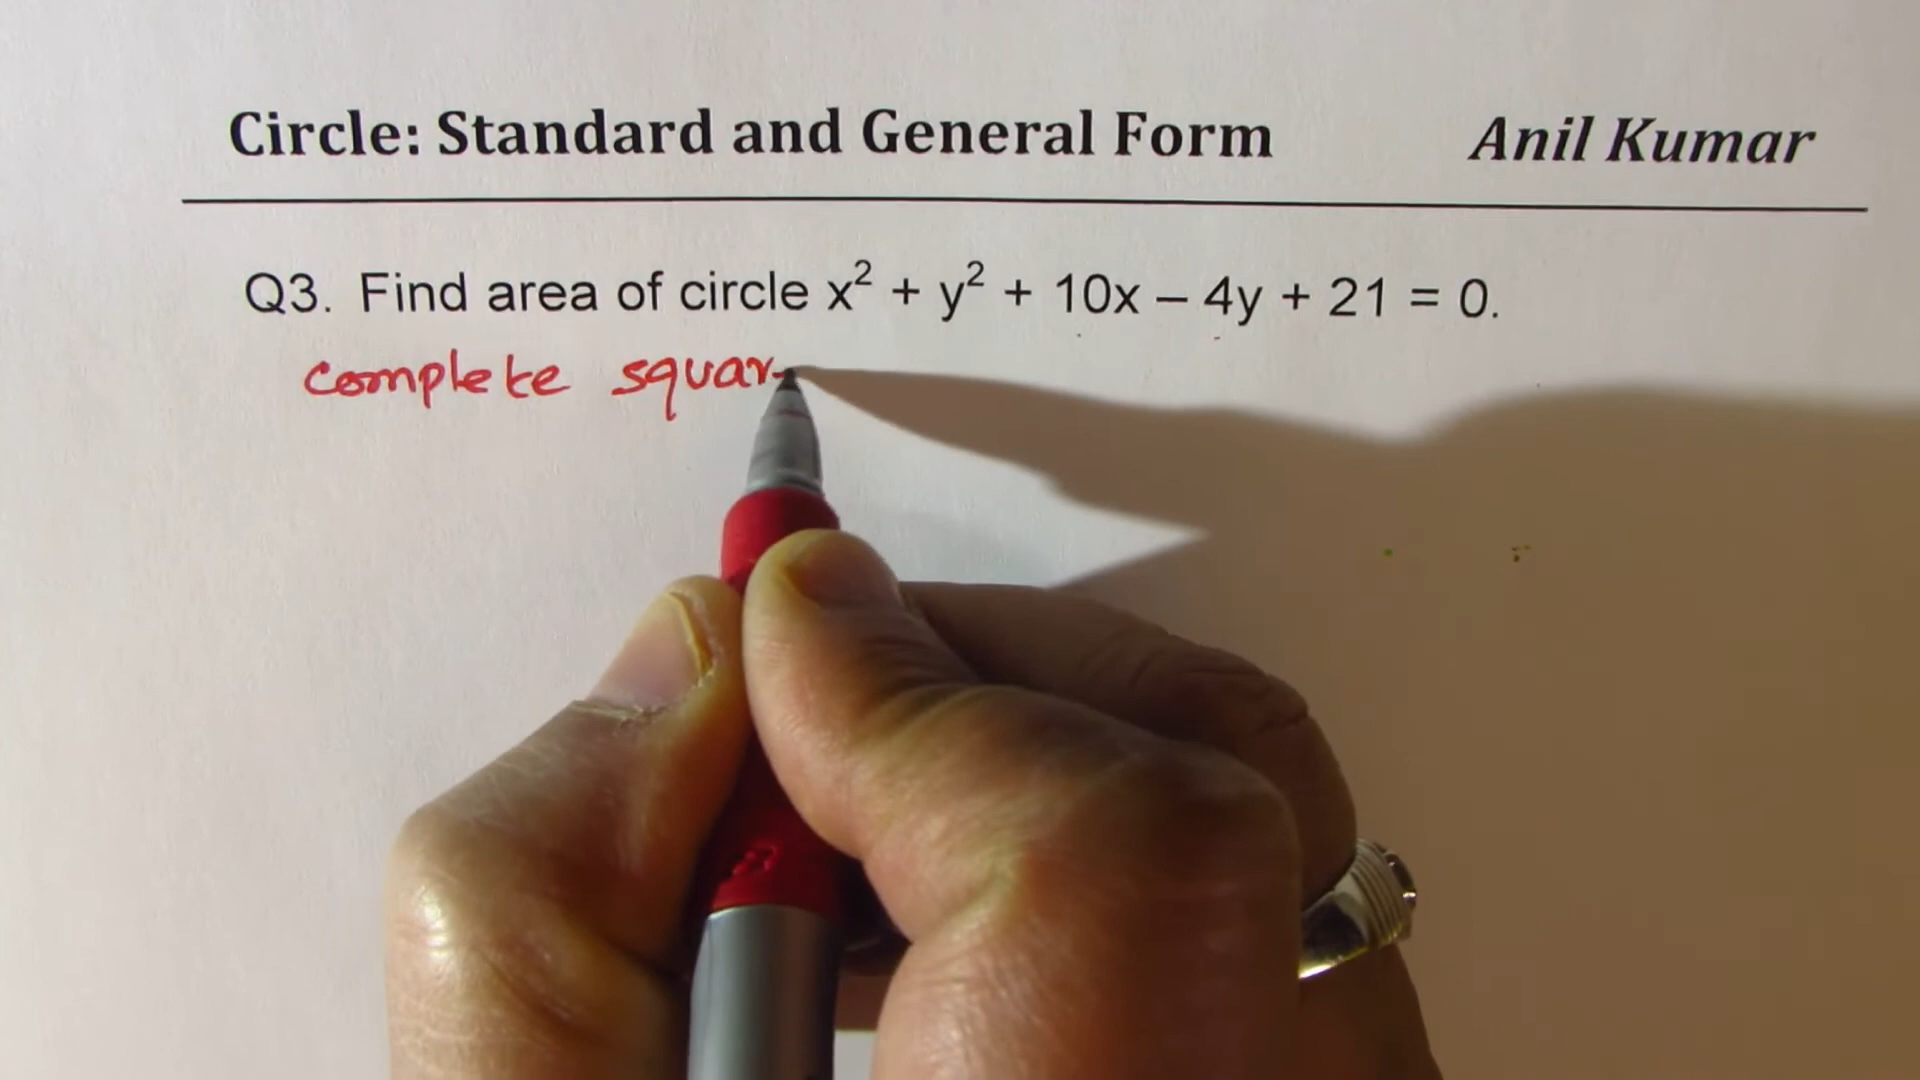 Circle: Standard and General Form Anil Kumar
Q3. Find area of circle x² + y² + 10x – 4y + 21 = 0.
complete squar